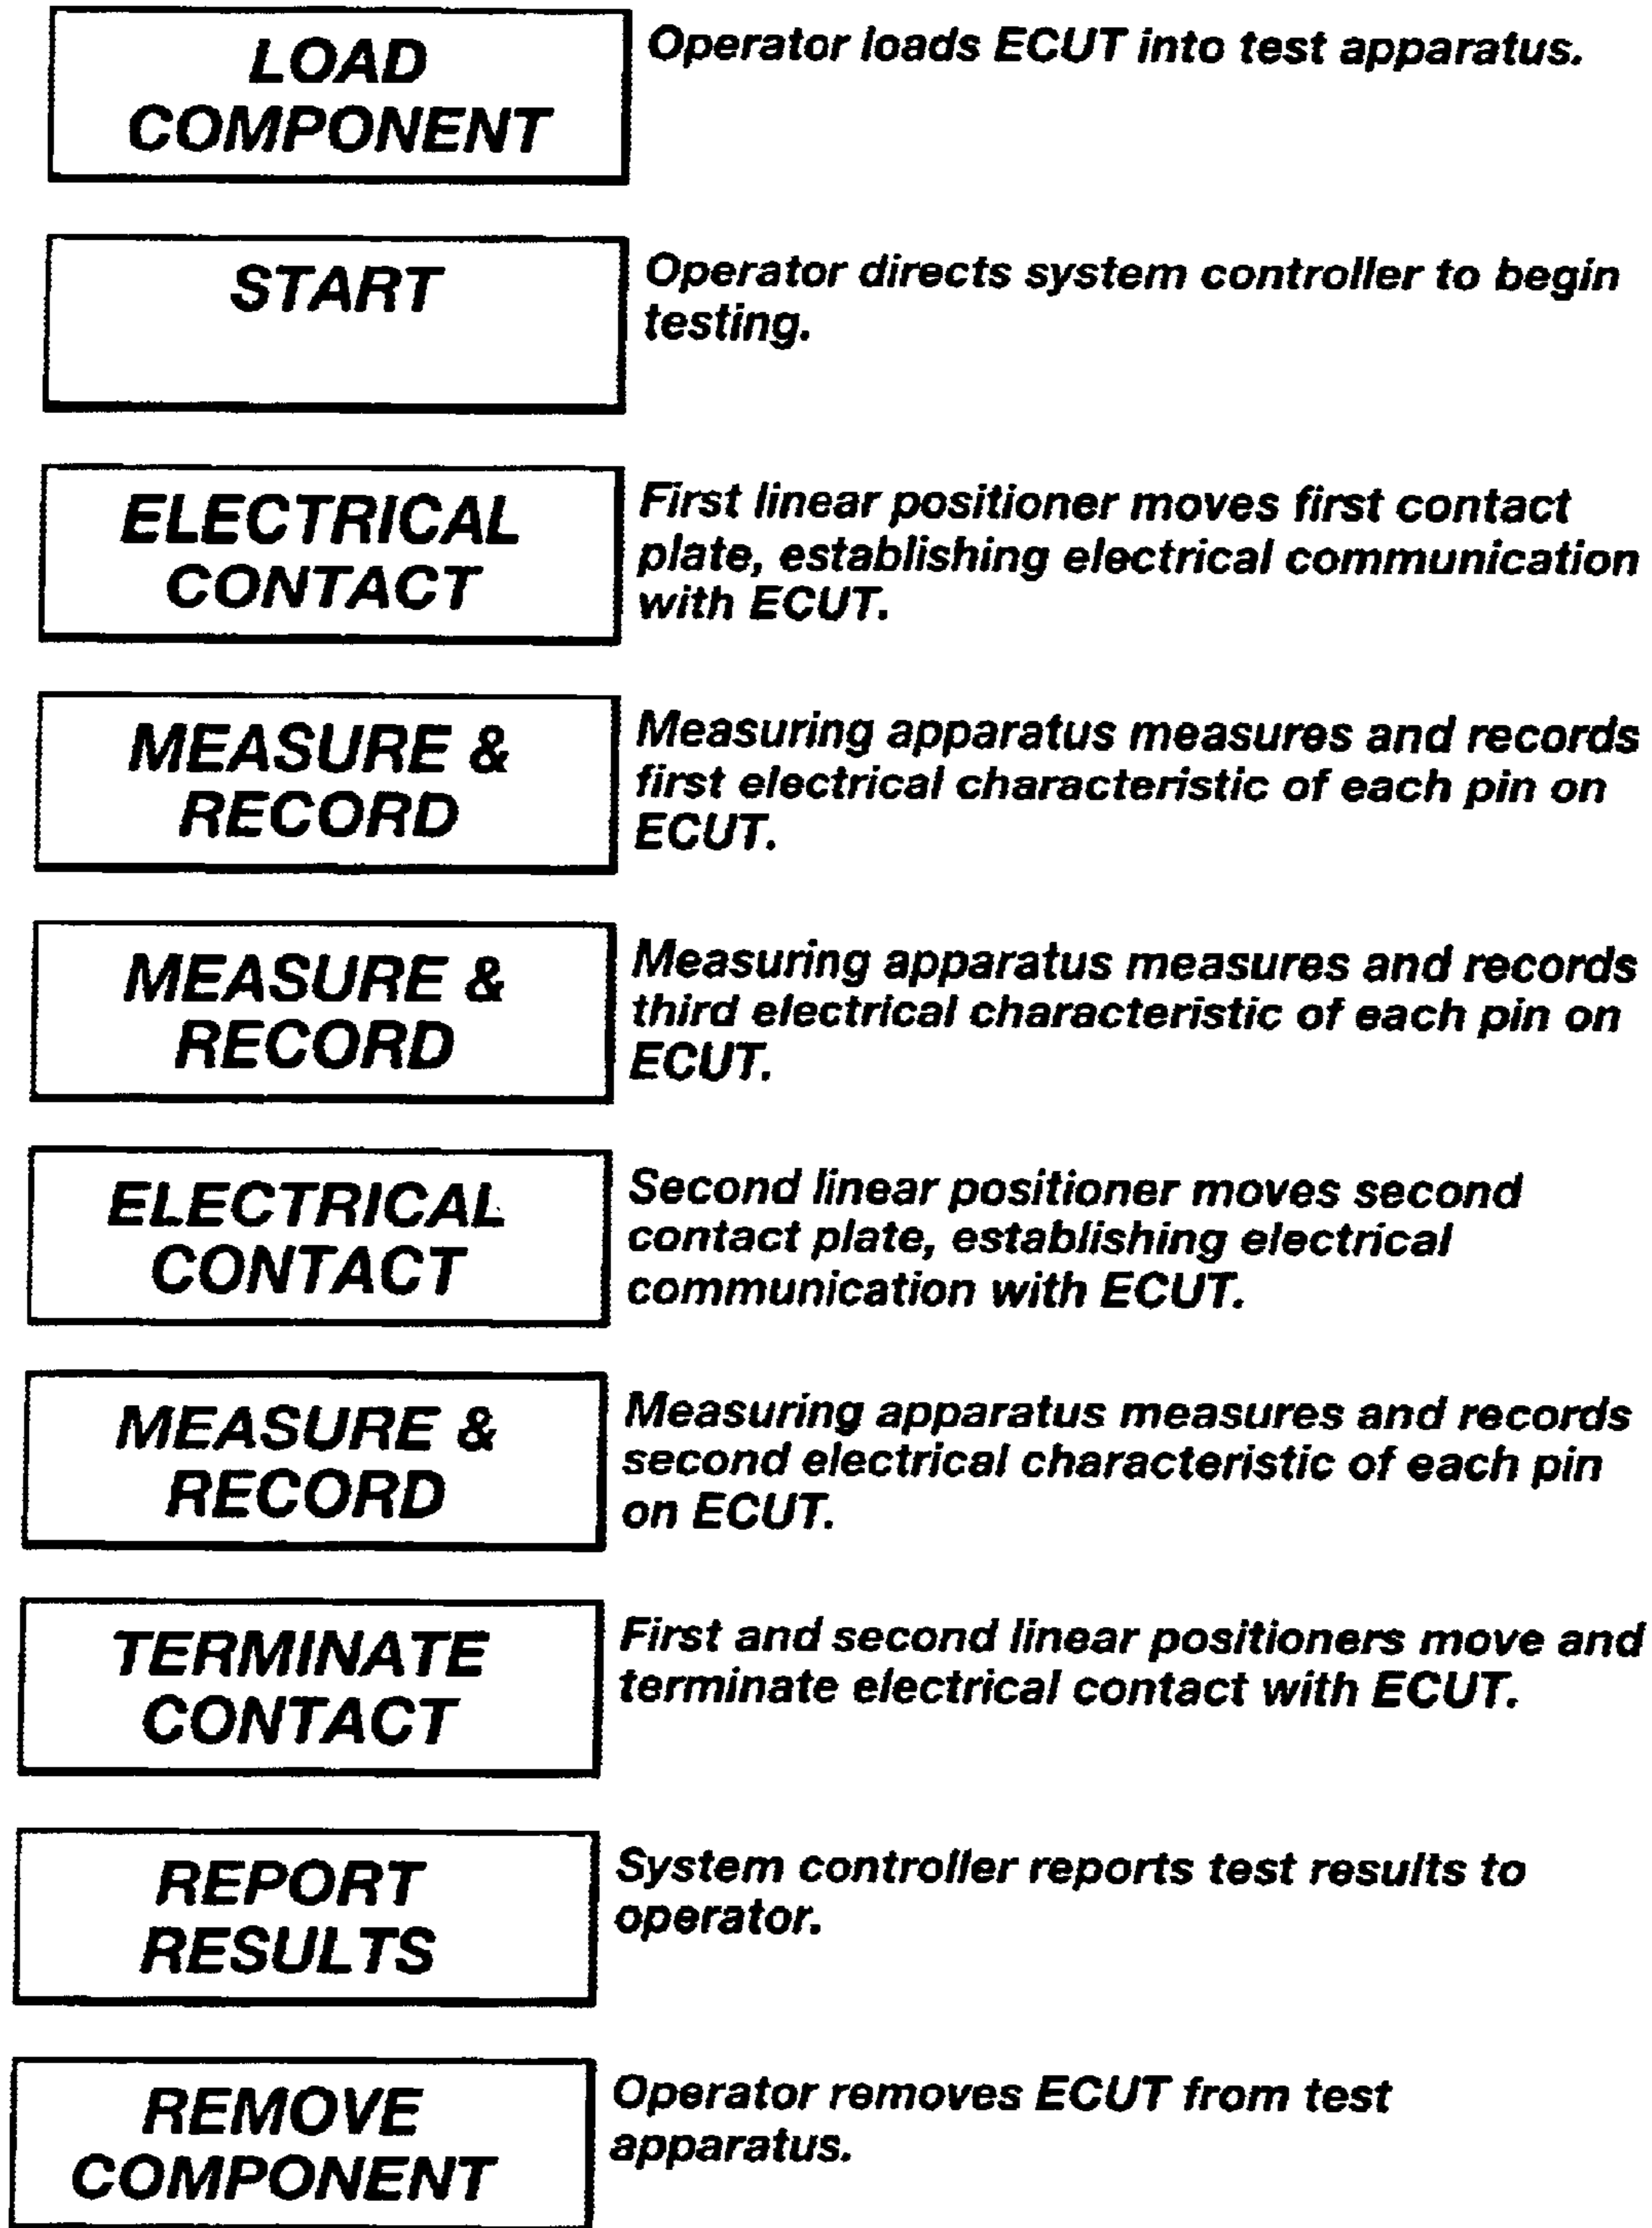 LOAD
COMPONENT
Operator loads ECUT into test apparatus.
START
Operator directs system controller to begin
testing.
ELECTRICAL
CONTACT
First linear positioner moves first contact
plate, establishing electrical communication
with ECUT.
MEASURE &
RECORD
Measuring apparatus measures and records
first electrical characteristic of each pin on
ECUT.
MEASURE &
RECORD
Measuring apparatus measures and records
third electrical characteristic of each pin on
ECUT.
ELECTRICAL
CONTACT
Second linear positioner moves second
contact plate, establishing electrical
communication with ECUT.
MEASURE &
RECORD
Measuring apparatus measures and records
second electrical characteristic of each pin
on ECUT.
TERMINATE
CONTACT
First and second linear positioners move and
terminate electrical contact with ECUT.
REPORT
RESULTS
System controller reports test results to
operator.
REMOVE
COMPONENT
Operator removes ECUT from test
apparatus.